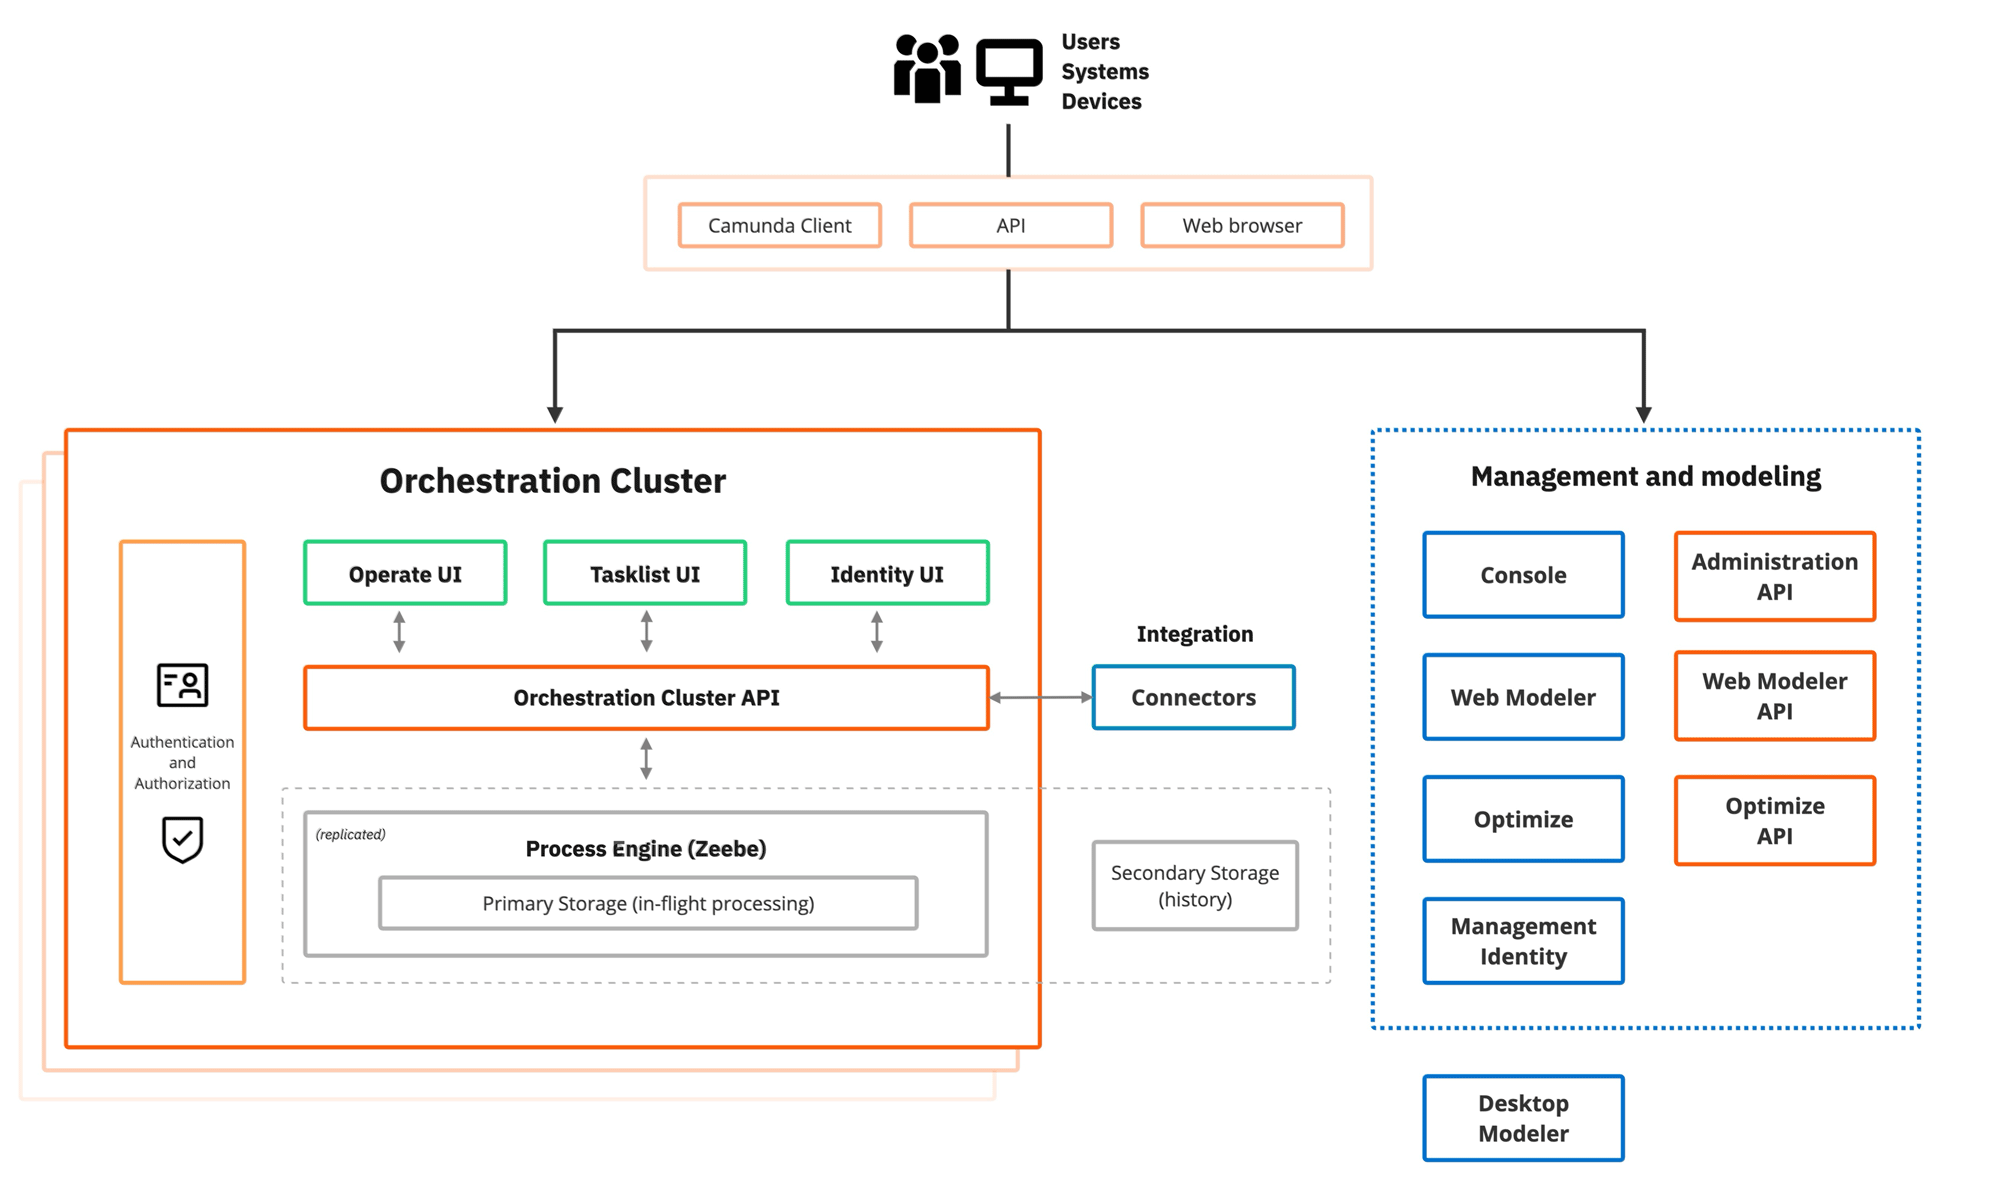 Users
Systems
Devices
Camunda Client
API
Web browser
Orchestration Cluster
Authentication
and
Authorization
Operate UI
Tasklist UI
Identity UI
Orchestration Cluster API
Integration
Connectors
(replicated)
Process Engine (Zeebe)
Primary Storage (in-flight processing)
Secondary Storage
(history)
Management and modeling
Console
Administration
API
Web Modeler
Web Modeler
API
Optimize
Optimize
API
Management
Identity
Desktop
Modeler